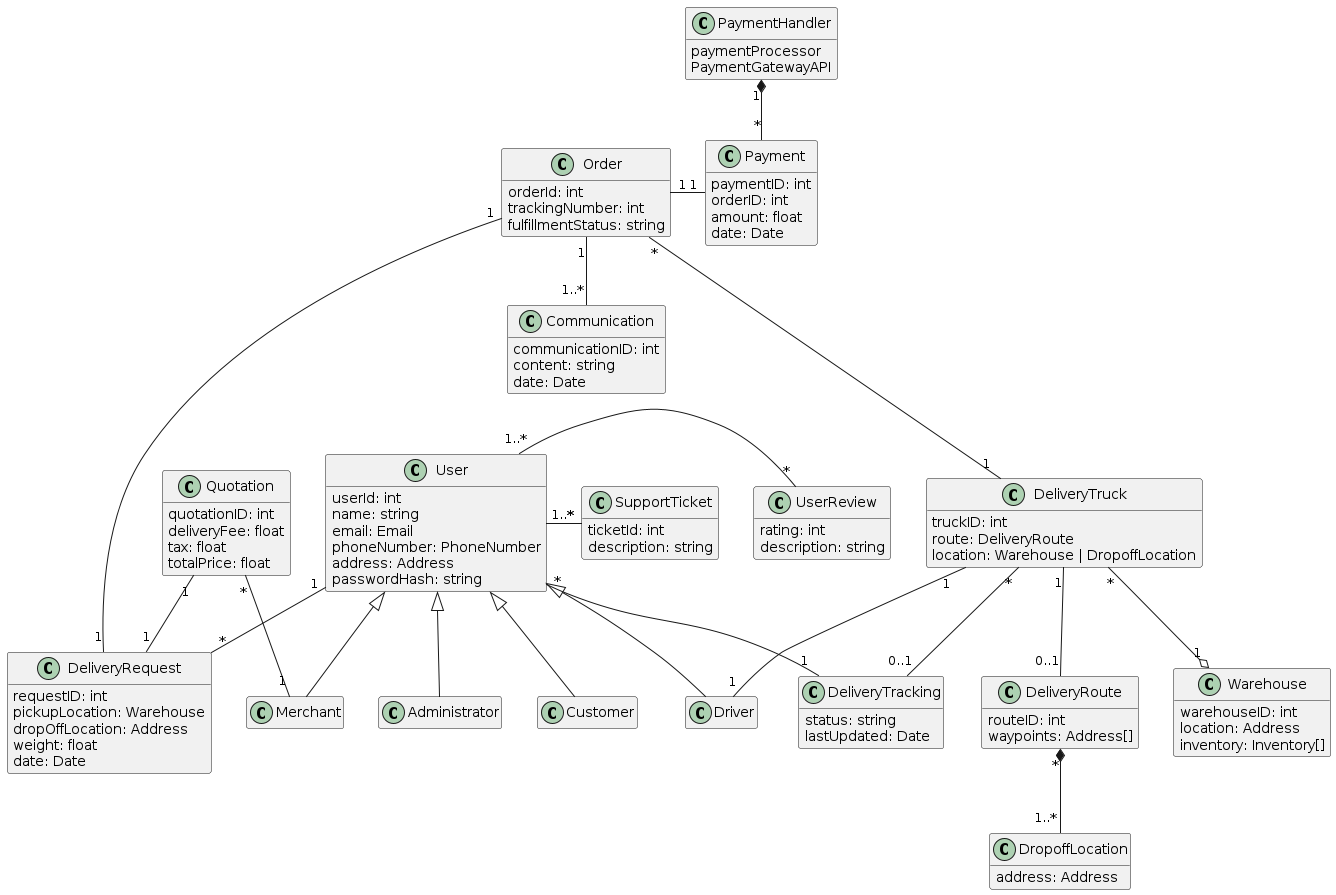 C PaymentHandler
paymentProcessor
PaymentGatewayAPI
1
*
C Order
orderId: int
trackingNumber: int
fulfillmentStatus: string
C Payment
paymentID: int
orderID: int
amount: float
date: Date
1 1
1
1
*
1..*
C Communication
communicationID: int
content: string
date: Date
1..*
*
1
C User
userId: int
name: string
email: Email
phoneNumber: PhoneNumber
address: Address
passwordHash: string
C Quotation
quotationID: int
deliveryFee: float
tax: float
totalPrice: float
C SupportTicket
ticketId: int
description: string
1..*
C UserReview
rating: int
description: string
C DeliveryTruck
truckID: int
route: DeliveryRoute
location: Warehouse | DropoffLocation
1
*
1
*
1
*
1
*
1
1
*
1
1
1
0..1
0..1
1
C DeliveryRequest
requestID: int
pickupLocation: Warehouse
dropOffLocation: Address
weight: float
date: Date
C Merchant
C Administrator
C Customer
C Driver
C DeliveryTracking
status: string
lastUpdated: Date
C DeliveryRoute
routeID: int
waypoints: Address[]
C Warehouse
warehouseID: int
location: Address
inventory: Inventory[]
*
1..*
C DropoffLocation
address: Address